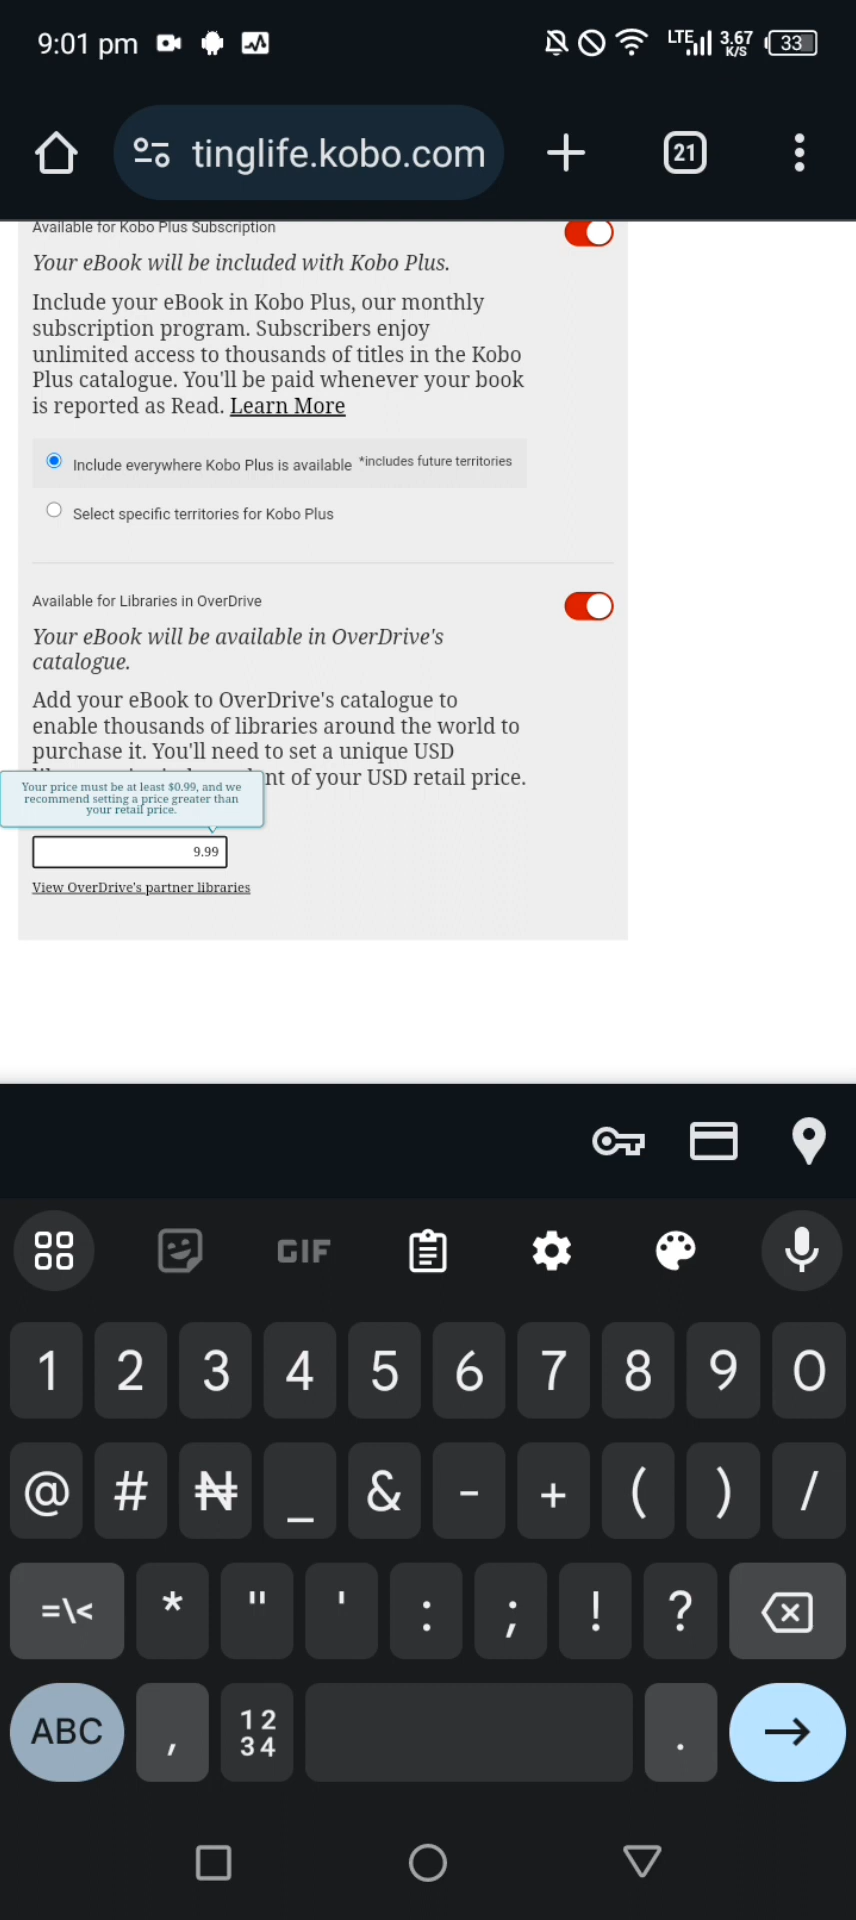 9:01 pm
LTE 3.67 K/S 33
tinglife.kobo.com
21
Available for Kobo Plus Subscription
Your eBook will be included with Kobo Plus.
Include your eBook in Kobo Plus, our monthly
subscription program. Subscribers enjoy
unlimited access to thousands of titles in the Kobo
Plus catalogue. You'll be paid whenever your book
is reported as Read. Learn More
Include everywhere Kobo Plus is available *includes future territories
Select specific territories for Kobo Plus
Available for Libraries in OverDrive
Your eBook will be available in OverDrive's
catalogue.
Add your eBook to OverDrive's catalogue to
enable thousands of libraries around the world to
purchase it. You'll need to set a unique USD
nt of your USD retail price.
Your price must be at least $0.99, and we
recommend setting a price greater than
your retail price.
9.99
View OverDrive's partner libraries
GIF
1 2 3 4 5 6 7 8 9 0
@ # ₦ _ & - + ( ) /
=\< * " ' : ; ! ?
ABC , 1 2 3 4 .